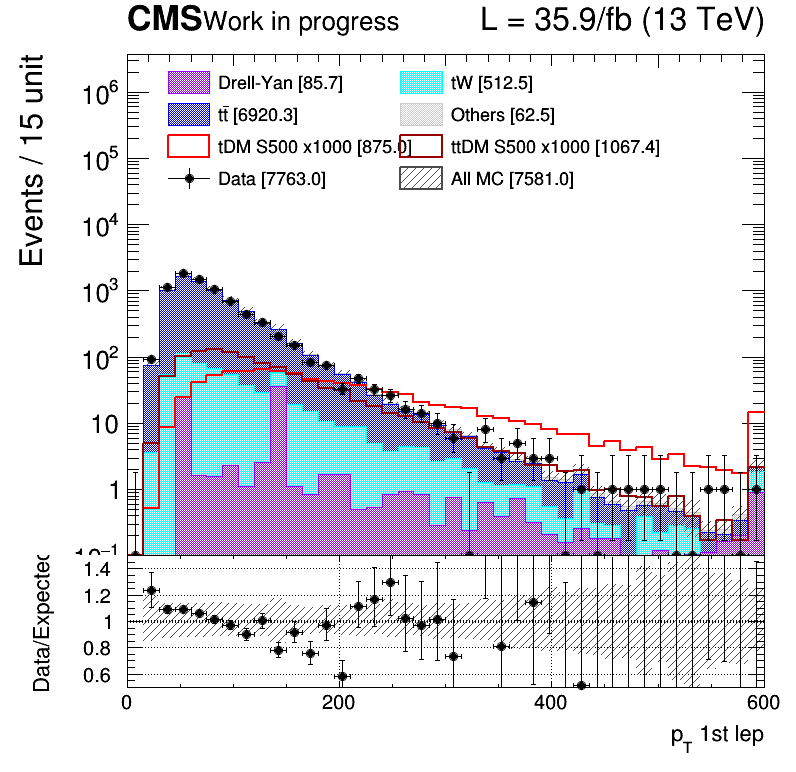 CMS Work in progress L = 35.9/fb (13 TeV)
Events / 15 unit
Drell-Yan [85.7] tW [512.5]
tt̄ [6920.3] Others [62.5]
tDM S500 x1000 [875.0] ttDM S500 x1000 [1067.4]
Data [7763.0] All MC [7581.0]
10⁶
10⁵
10⁴
10³
10²
10
1
10⁻¹
Data/Expected
1.4
1.2
1
0.8
0.6
0 200 400 600
p_T 1st lep